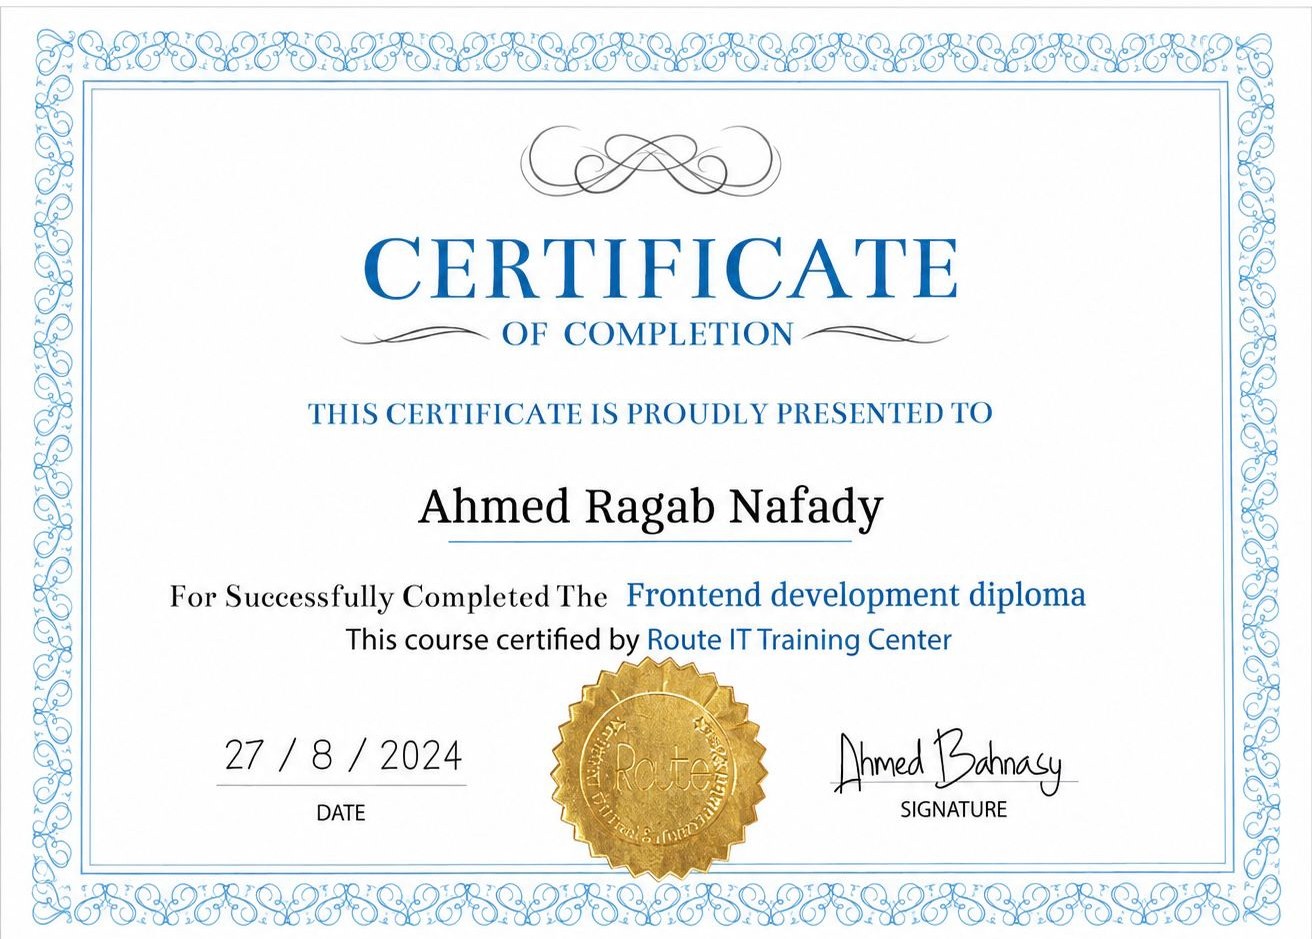 CERTIFICATE
OF COMPLETION
THIS CERTIFICATE IS PROUDLY PRESENTED TO
Ahmed Ragab Nafady
For Successfully Completed The Frontend development diploma
This course certified by Route IT Training Center
Route
27 / 8 / 2024
DATE
Ahmed Bahnasy
SIGNATURE